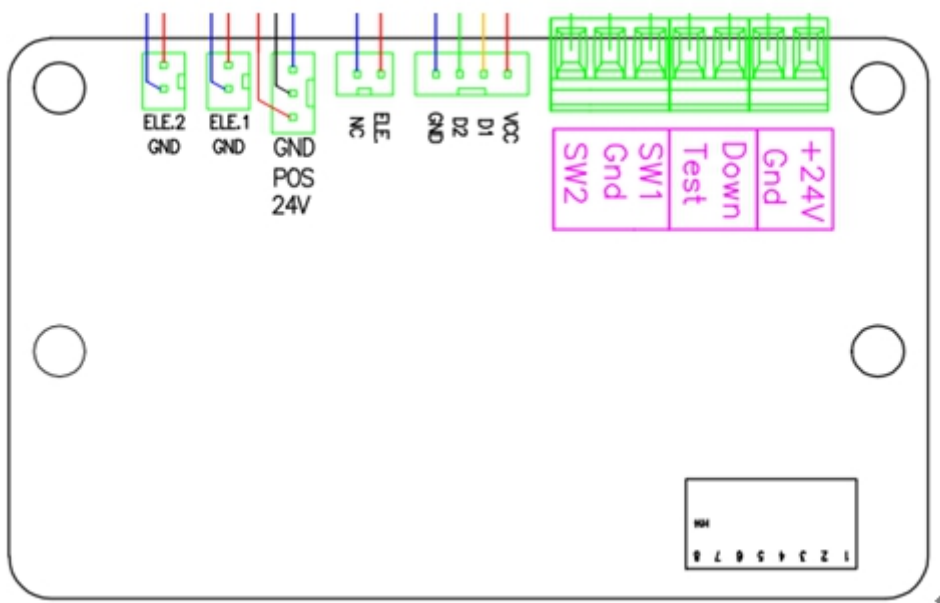 ELE.2
GND
ELE.1
GND
GND
POS
24V
NC
ELE.
GND
D2
D1
VCC
SW2
Gnd
SW1
Test
Down
Gnd
+24V
8 7 6 5 4 3 2 1